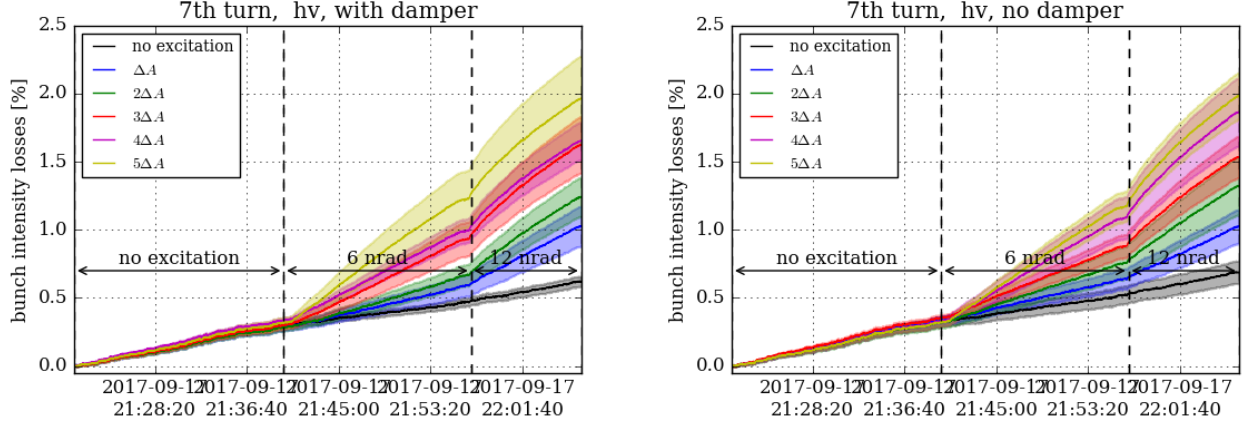 7th turn, hv, with damper
bunch intensity losses [%]
2.5
2.0
1.5
1.0
0.5
0.0
no excitation
ΔA
2ΔA
3ΔA
4ΔA
5ΔA
no excitation
6 nrad
12 nrad
2017-09-17
21:28:20
2017-09-17
21:36:40
2017-09-17
21:45:00
2017-09-17
21:53:20
2017-09-17
22:01:40
7th turn, hv, no damper
bunch intensity losses [%]
2.5
2.0
1.5
1.0
0.5
0.0
no excitation
ΔA
2ΔA
3ΔA
4ΔA
5ΔA
no excitation
6 nrad
12 nrad
2017-09-17
21:28:20
2017-09-17
21:36:40
2017-09-17
21:45:00
2017-09-17
21:53:20
2017-09-17
22:01:40